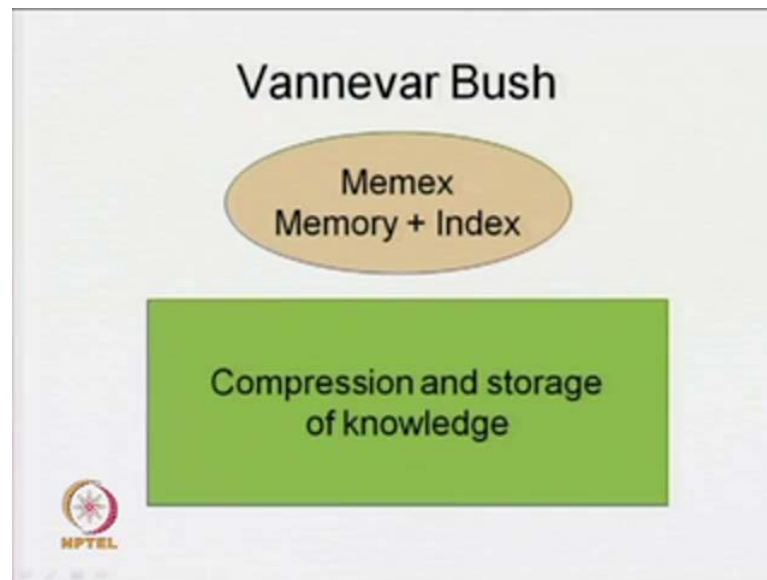 Vannevar Bush
Memex
Memory + Index
Compression and storage
of knowledge
NPTEL